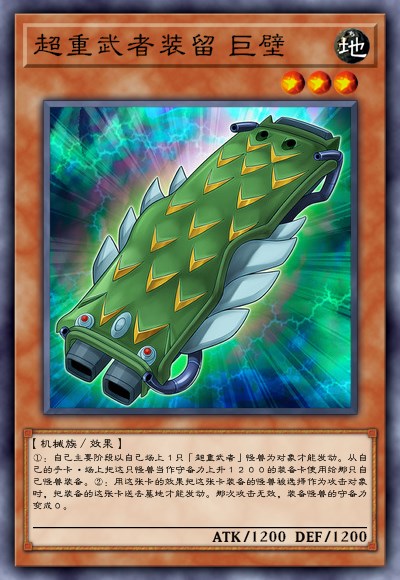 超重武者装留 巨壁
地
【机械族／效果】
①：自己主要阶段以自己场上1只「超重武者」怪兽为对象才能发动。从自
己的手卡・场上把这只怪兽当作守备力上升1200的装备卡使用给那只自
己怪兽装备。②：用这张卡的效果把这张卡装备的怪兽被选择作为攻击对象
时，把装备的这张卡送去墓地才能发动。那次攻击无效，装备怪兽的守备力
变成0。
ATK/1200 DEF/1200